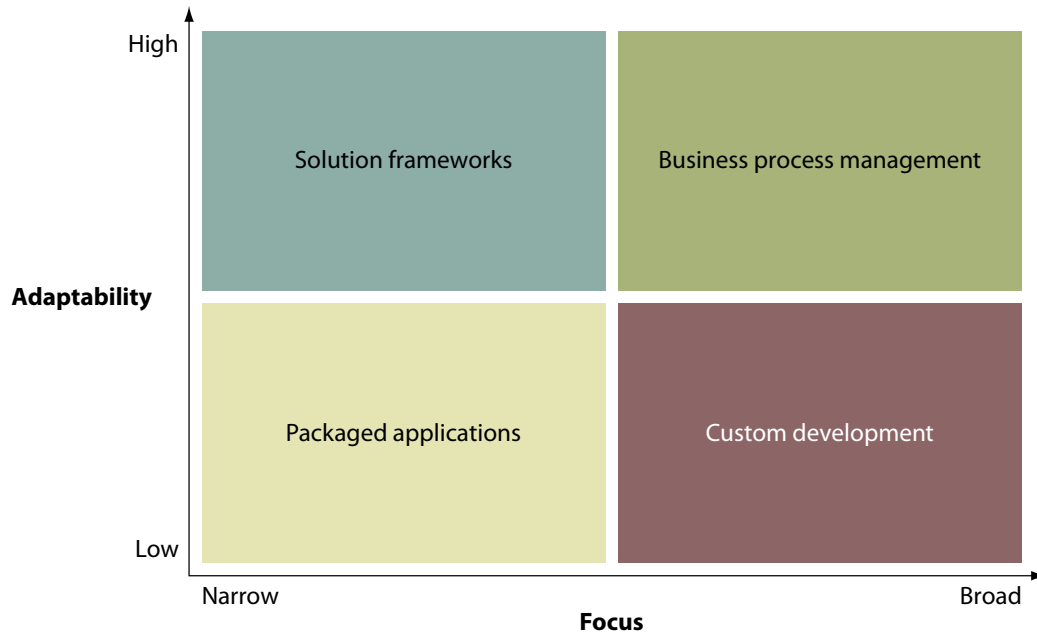 High
Solution frameworks
Business process management
Adaptability
Packaged applications
Custom development
Low
Narrow
Broad
Focus